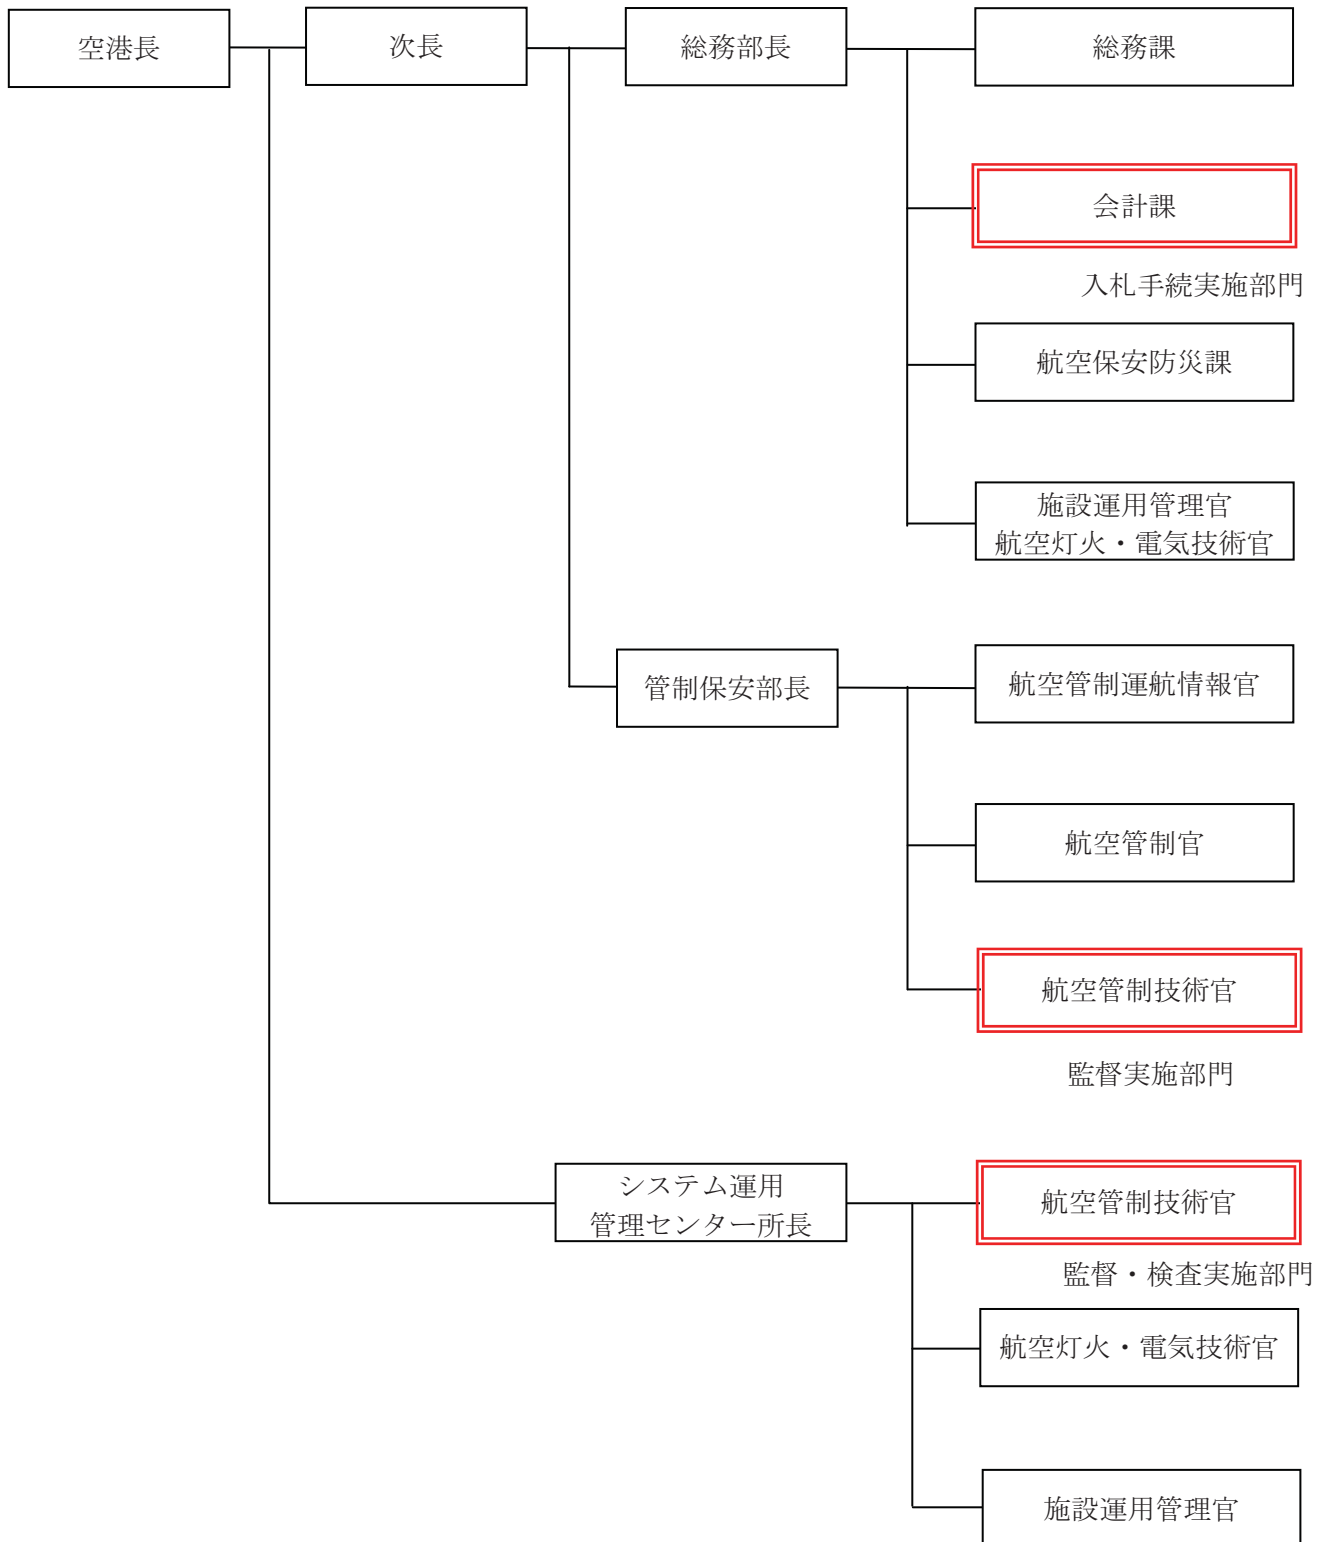 空港長
次長
総務部長
総務課
会計課
入札手続実施部門
航空保安防災課
施設運用管理官
航空灯火・電気技術官
管制保安部長
航空管制運航情報官
航空管制官
航空管制技術官
監督実施部門
システム運用
管理センター所長
航空管制技術官
監督・検査実施部門
航空灯火・電気技術官
施設運用管理官